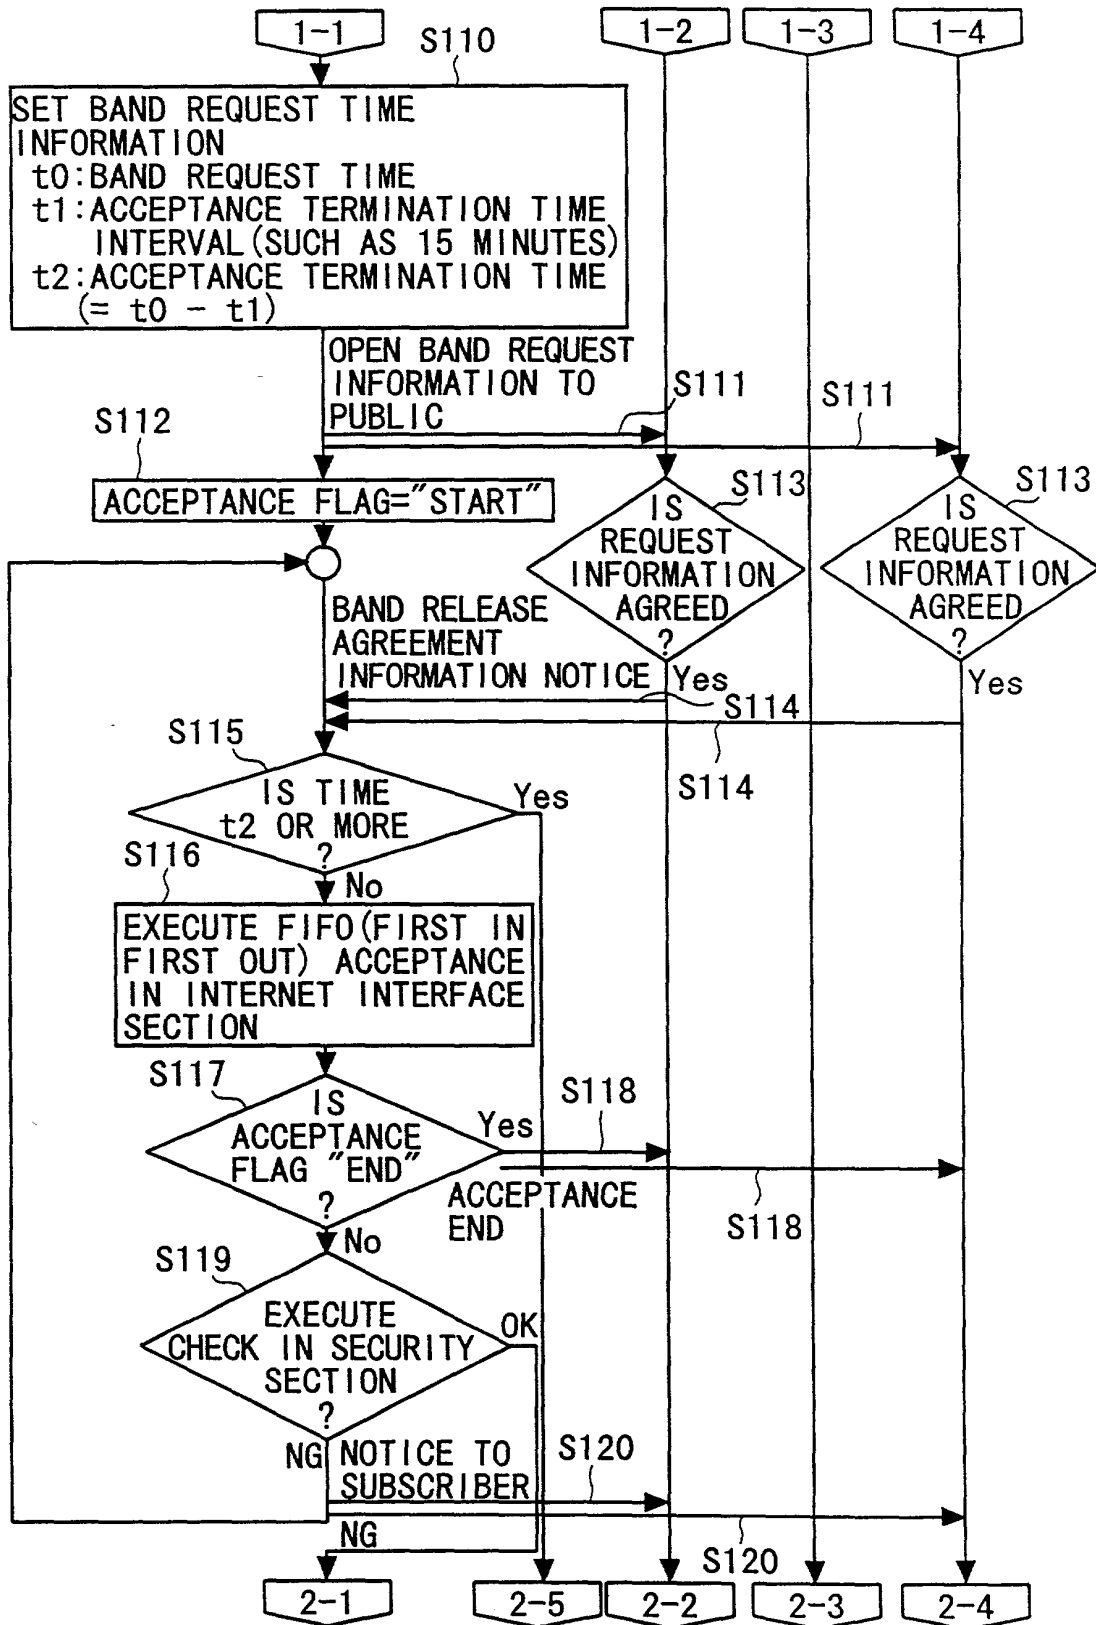 1-1
1-2
1-3
1-4
S110
SET BAND REQUEST TIME
INFORMATION
t0:BAND REQUEST TIME
t1:ACCEPTANCE TERMINATION TIME
INTERVAL(SUCH AS 15 MINUTES)
t2:ACCEPTANCE TERMINATION TIME
(= t0 - t1)
OPEN BAND REQUEST
INFORMATION TO
PUBLIC
S111
S111
S112
ACCEPTANCE FLAG="START"
S113
IS
REQUEST
INFORMATION
AGREED
?
S113
IS
REQUEST
INFORMATION
AGREED
?
BAND RELEASE
AGREEMENT
INFORMATION NOTICE
Yes
Yes
S114
S114
S115
IS TIME
t2 OR MORE
?
Yes
No
S116
EXECUTE FIFO(FIRST IN
FIRST OUT) ACCEPTANCE
IN INTERNET INTERFACE
SECTION
S117
IS
ACCEPTANCE
FLAG "END"
?
Yes
S118
ACCEPTANCE
END
S118
No
S119
EXECUTE
CHECK IN SECURITY
SECTION
?
OK
NG
NOTICE TO
SUBSCRIBER
S120
NG
S120
2-1
2-5
2-2
2-3
2-4